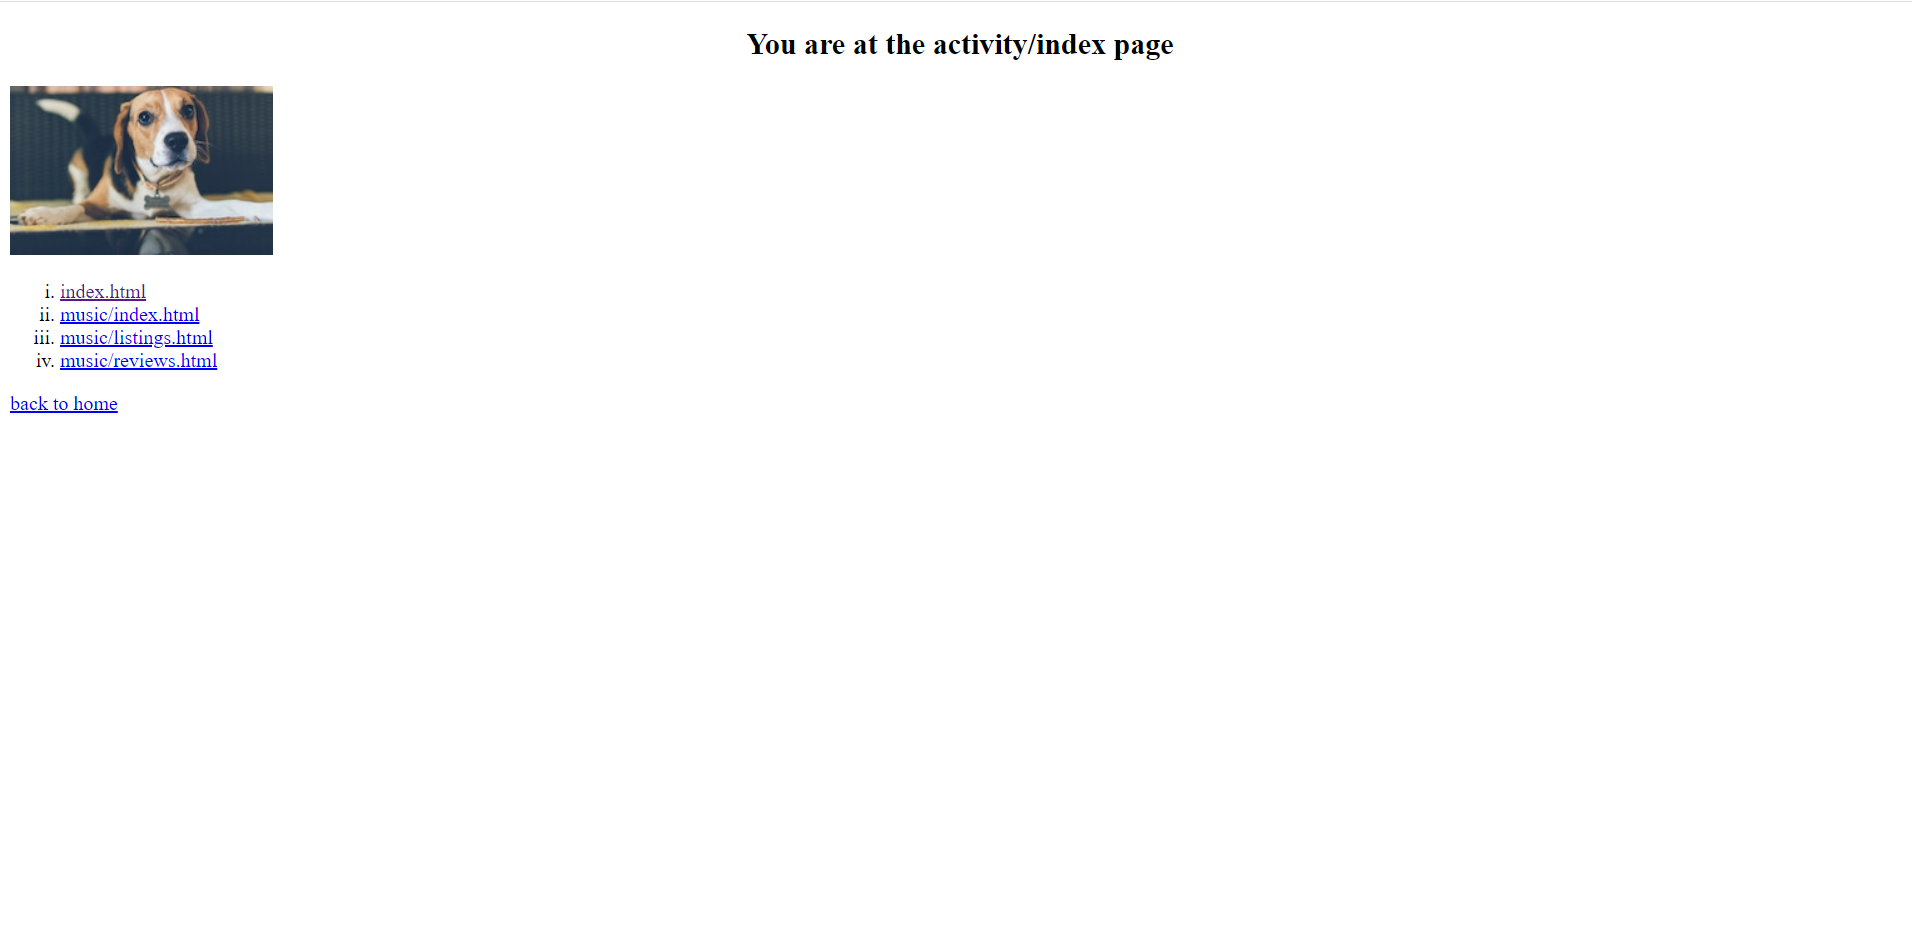 You are at the activity/index page
i. index.html
ii. music/index.html
iii. music/listings.html
iv. music/reviews.html
back to home